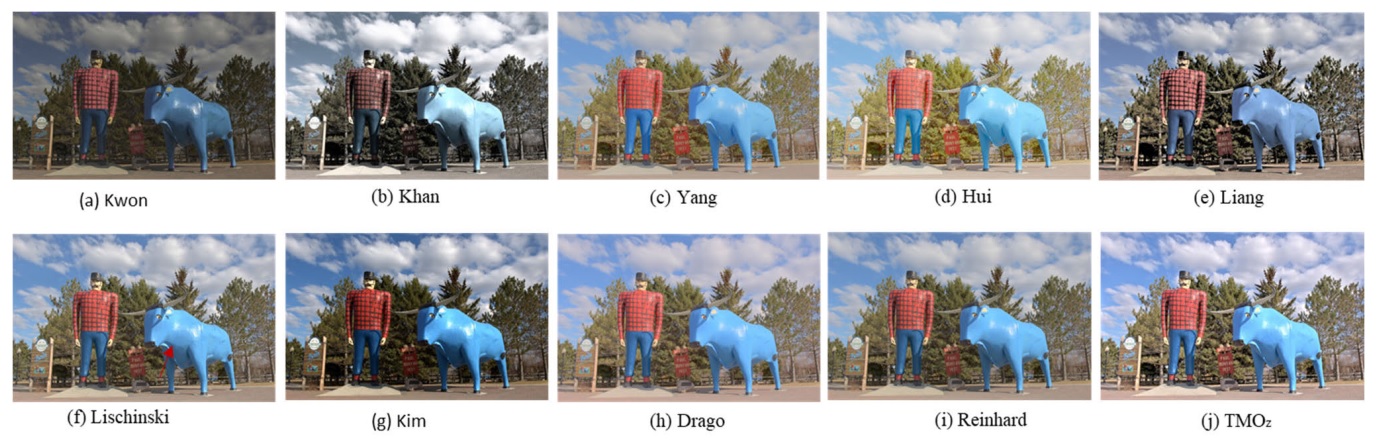 (a) Kwon
(b) Khan
(c) Yang
(d) Hui
(e) Liang
(f) Lischinski
(g) Kim
(h) Drago
(i) Reinhard
(j) TMOz